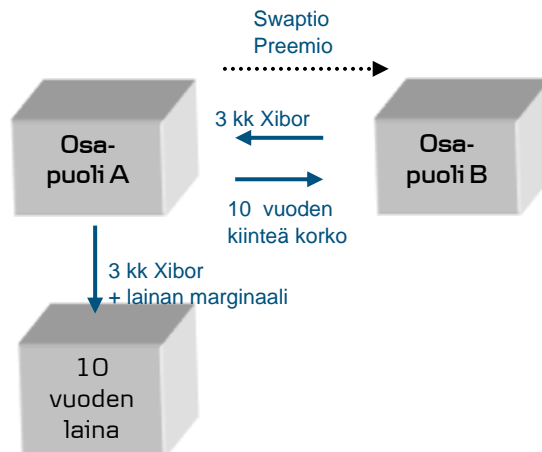 Swaptio
Preemio
3 kk Xibor
Osa-
puoli A
Osa-
puoli B
10 vuoden
kiinteä korko
3 kk Xibor
+ lainan marginaali
10
vuoden
laina